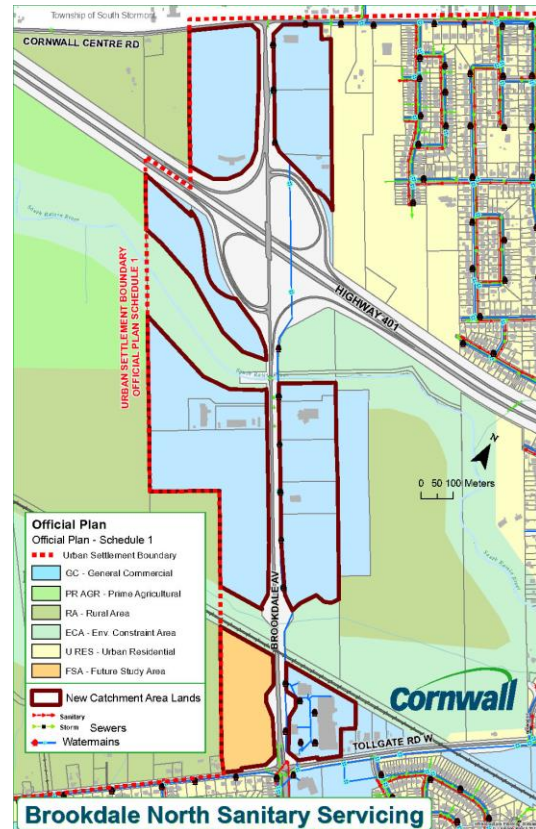 Township of South Stormont
CORNWALL CENTRE RD
URBAN SETTLEMENT BOUNDARY
OFFICIAL PLAN SCHEDULE 1
HIGHWAY 401
N
0 50 100 Meters
BROOKDALE AV
Official Plan
Official Plan - Schedule 1
Urban Settlement Boundary
GC - General Commercial
PR AGR - Prime Agricultural
RA - Rural Area
ECA - Env. Constraint Area
U RES - Urban Residential
FSA - Future Study Area
New Catchment Area Lands
Sanitary
Storm Sewers
Watermains
Cornwall
TOLLGATE RD W
Brookdale North Sanitary Servicing